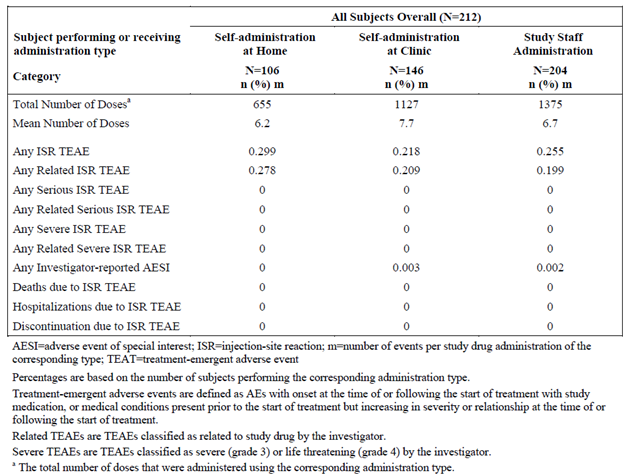 All Subjects Overall (N=212)
Subject performing or receiving administration type
Self-administration at Home
Self-administration at Clinic
Study Staff Administration
Category
N=106 n (%) m
N=146 n (%) m
N=204 n (%) m
Total Number of Dosesa 655 1127 1375
Mean Number of Doses 6.2 7.7 6.7
Any ISR TEAE 0.299 0.218 0.255
Any Related ISR TEAE 0.278 0.209 0.199
Any Serious ISR TEAE 0 0 0
Any Related Serious ISR TEAE 0 0 0
Any Severe ISR TEAE 0 0 0
Any Related Severe ISR TEAE 0 0 0
Any Investigator-reported AESI 0 0.003 0.002
Deaths due to ISR TEAE 0 0 0
Hospitalizations due to ISR TEAE 0 0 0
Discontinuation due to ISR TEAE 0 0 0
AESI=adverse event of special interest; ISR=injection-site reaction; m=number of events per study drug administration of the
corresponding type; TEAT=treatment-emergent adverse event
Percentages are based on the number of subjects performing the corresponding administration type.
Treatment-emergent adverse events are defined as AEs with onset at the time of or following the start of treatment with study
medication, or medical conditions present prior to the start of treatment but increasing in severity or relationship at the time of or
following the start of treatment.
Related TEAEs are TEAEs classified as related to study drug by the investigator.
Severe TEAEs are TEAEs classified as severe (grade 3) or life threatening (grade 4) by the investigator.
a The total number of doses that were administered using the corresponding administration type.